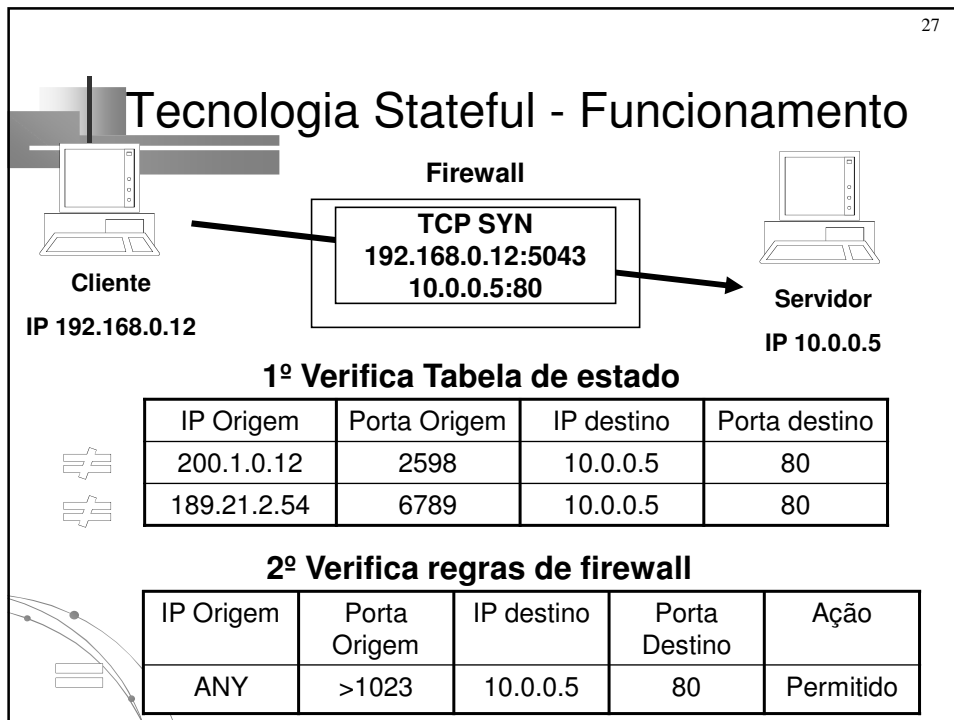 27
Tecnologia Stateful - Funcionamento
Firewall
TCP SYN
192.168.0.12:5043
10.0.0.5:80
Cliente
IP 192.168.0.12
Servidor
IP 10.0.0.5
1º Verifica Tabela de estado
IP Origem Porta Origem IP destino Porta destino
200.1.0.12 2598 10.0.0.5 80
189.21.2.54 6789 10.0.0.5 80
2º Verifica regras de firewall
IP Origem Porta Origem IP destino Porta Destino Ação
ANY >1023 10.0.0.5 80 Permitido